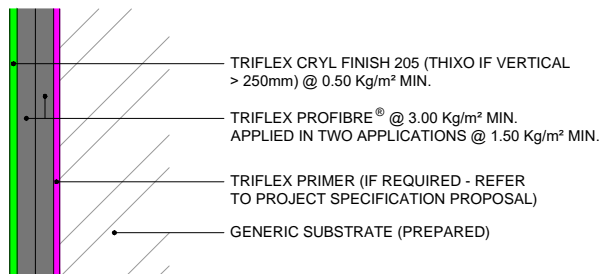 TRIFLEX CRYL FINISH 205 (THIXO IF VERTICAL
> 250mm) @ 0.50 Kg/m² MIN.
TRIFLEX PROFIBRE® @ 3.00 Kg/m² MIN.
APPLIED IN TWO APPLICATIONS @ 1.50 Kg/m² MIN.
TRIFLEX PRIMER (IF REQUIRED - REFER
TO PROJECT SPECIFICATION PROPOSAL)
GENERIC SUBSTRATE (PREPARED)